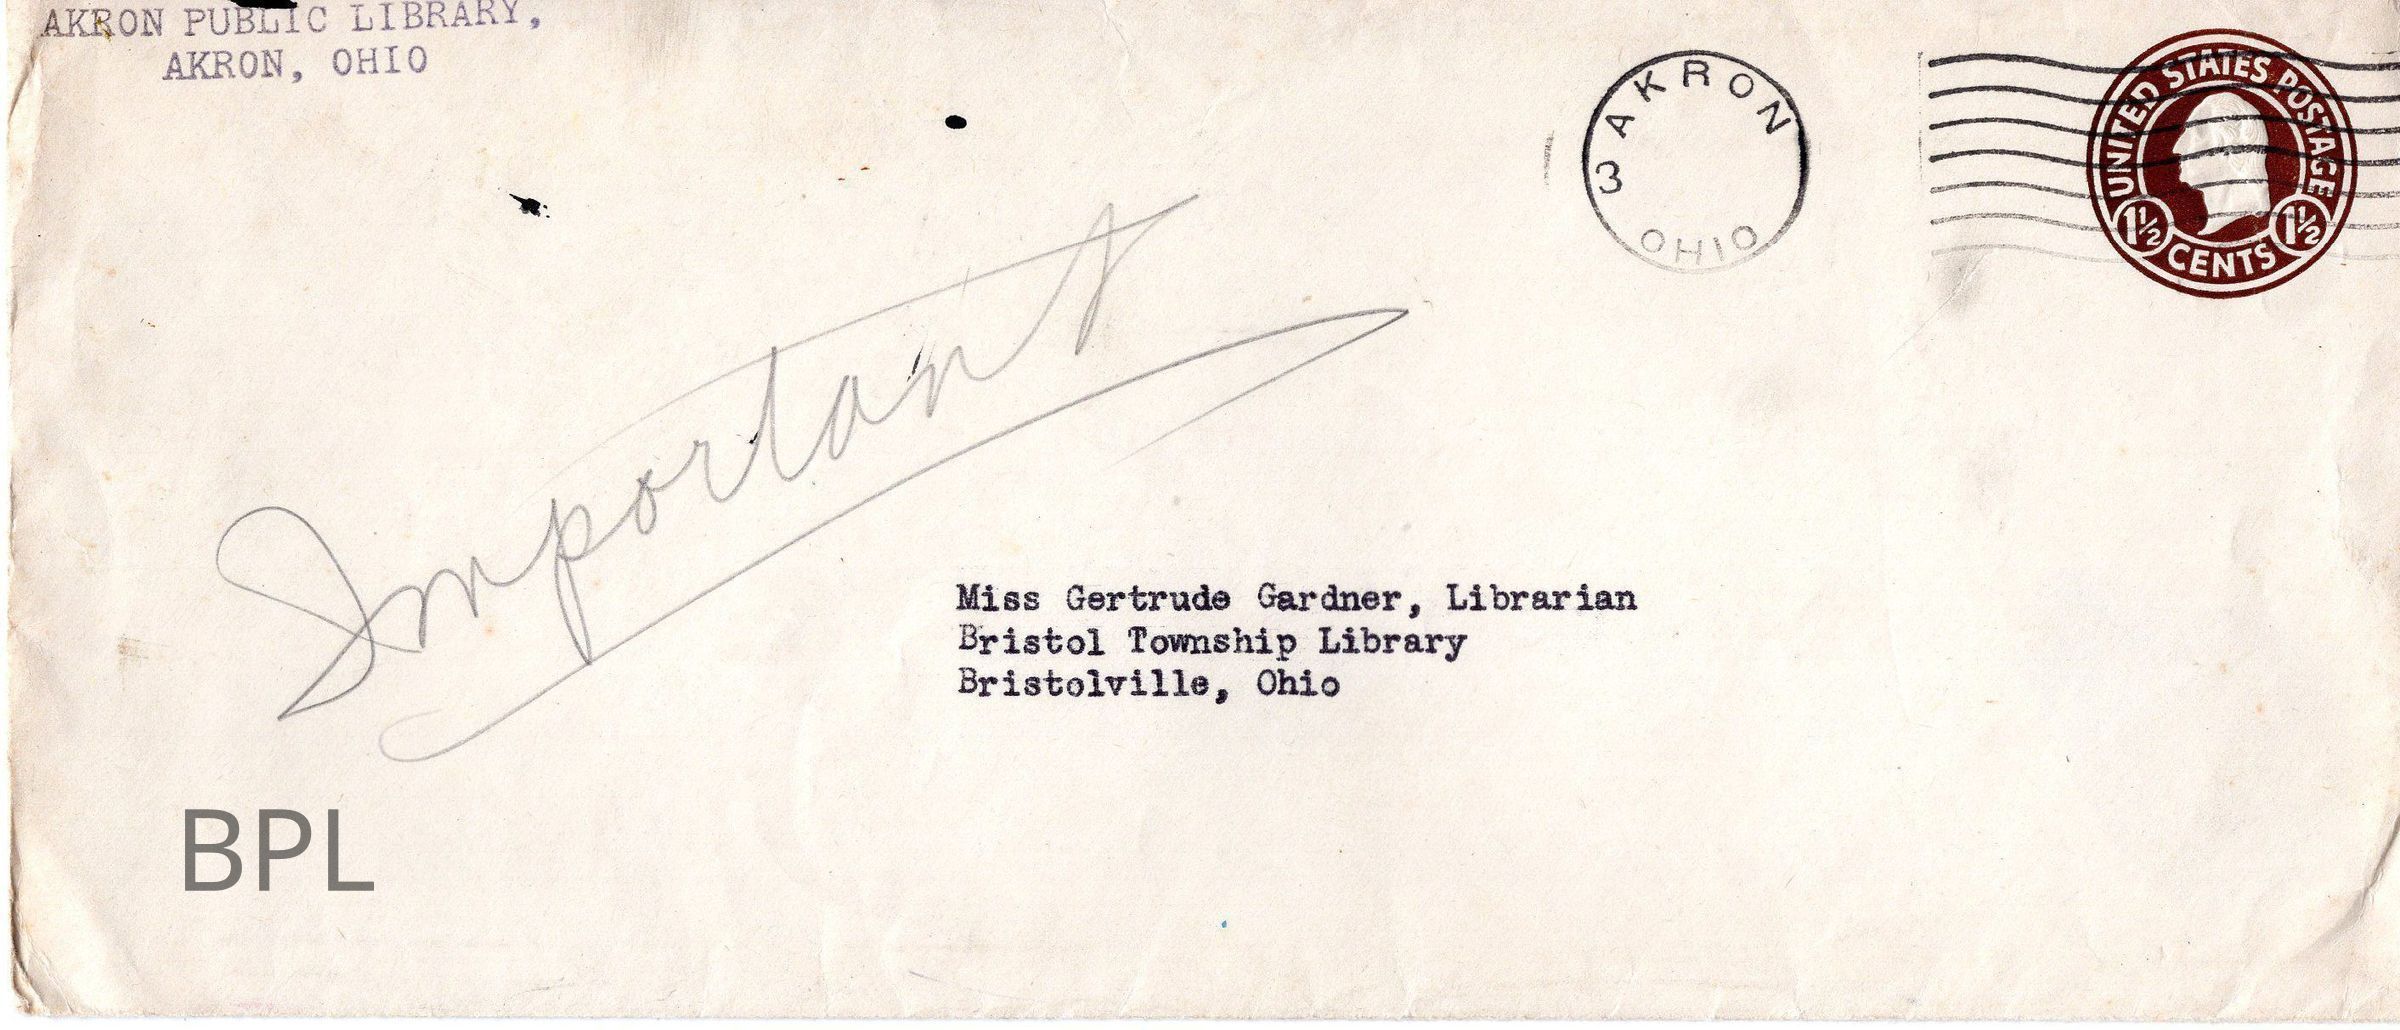 AKRON PUBLIC LIBRARY,
AKRON, OHIO
AKRON
3
OHIO
UNITED STATES POSTAGE
1½ 1½
CENTS
Important
Miss Gertrude Gardner, Librarian
Bristol Township Library
Bristolville, Ohio
BPL